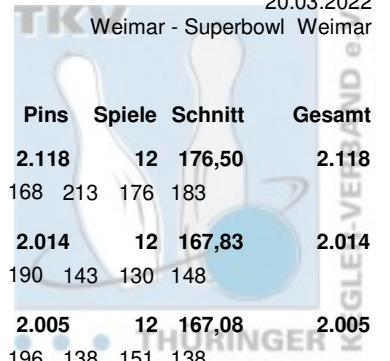 20.03.2022
TKV
Weimar - Superbowl Weimar
Pins Spiele Schnitt Gesamt
2.118 12 176,50 2.118
168 213 176 183
2.014 12 167,83 2.014
190 143 130 148
2.005 12 167,08 2.005
196 138 151 138
THÜRINGER
KEGLER-VERBAND e.V.